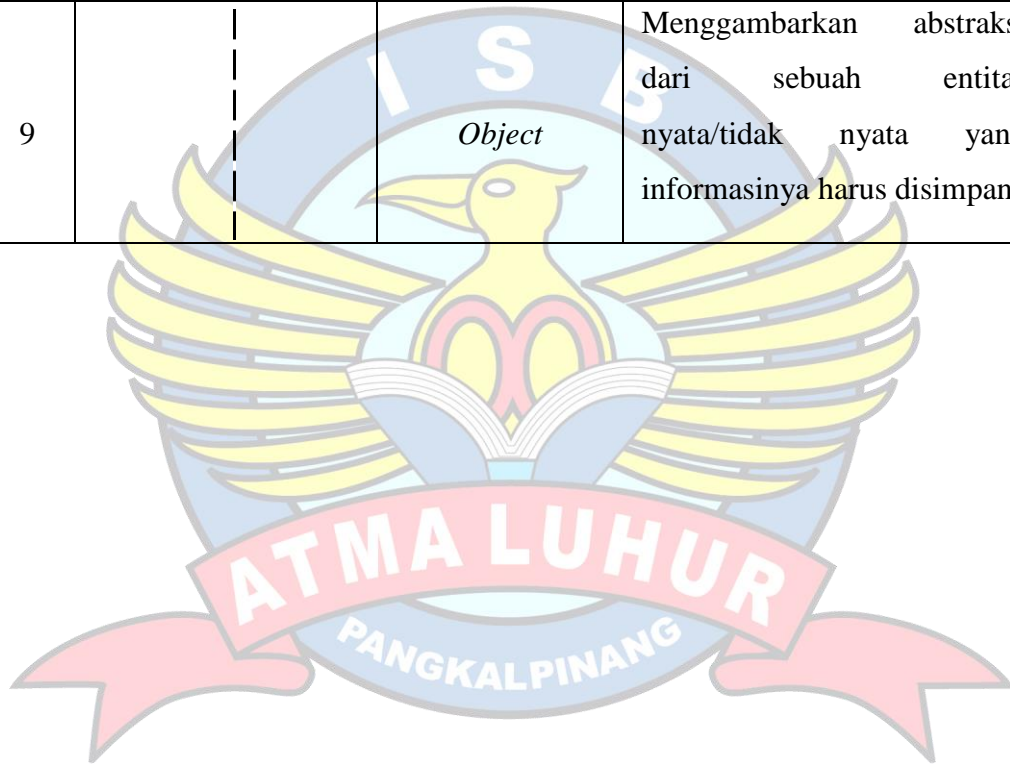 Menggambarkan abstraks
dari sebuah entita
9 Object nyata/tidak nyata yan
informasinya harus disimpan
I S B
ATMA LUHUR
PANGKALPINANG